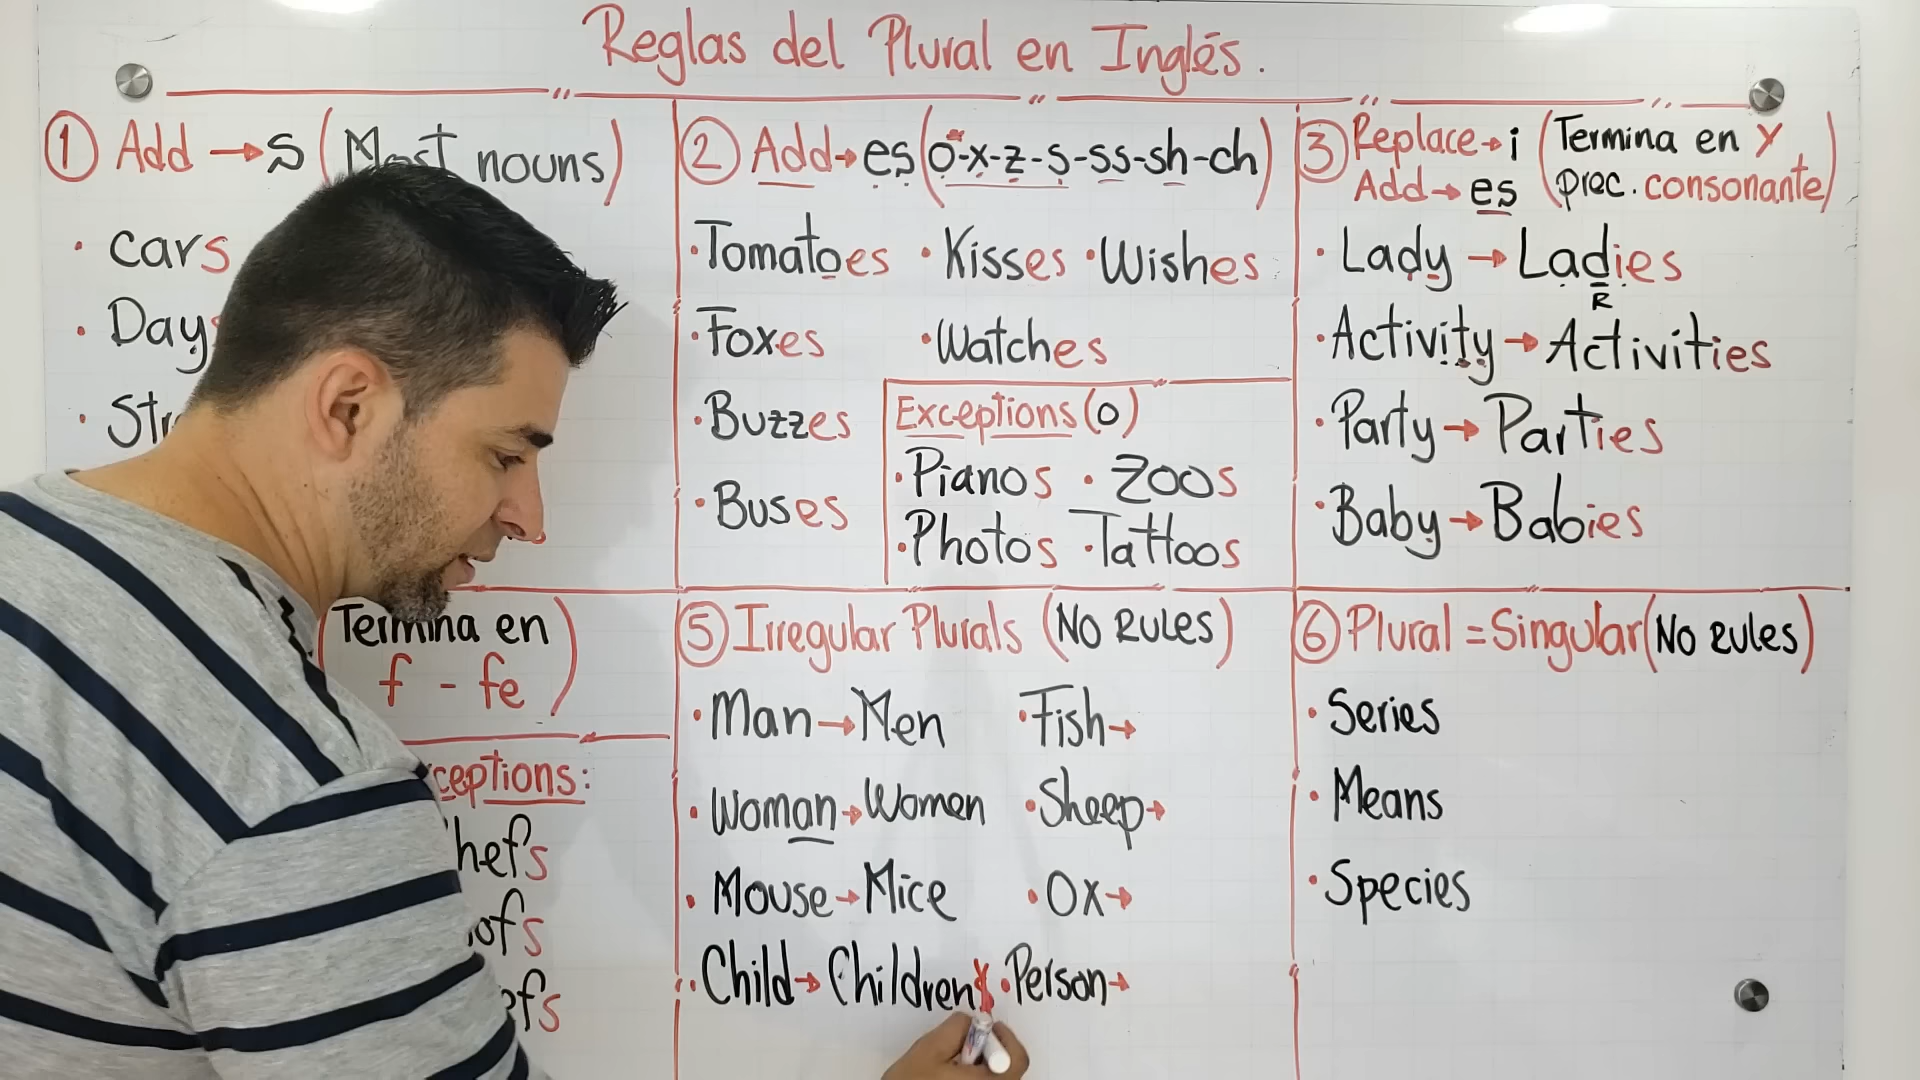 Reglas del Plural en Inglés.
① Add → s (Most nouns)
• Cars
• Days
② Add → es (o-x-z-s-ss-sh-ch)
• Tomatoes • Kisses • Wishes
• Foxes • Watches
• Buzzes
• Buses
Exceptions (o)
• Pianos • Zoos
• Photos • Tattoos
③ Replace → i (Termina en Y
Add → es prec. consonante)
• Lady → Ladies
R
• Activity → Activities
• Party → Parties
• Baby → Babies
(Termina en
f - fe)
ceptions:
hefs
ofs
efs
⑤ Irregular Plurals (No Rules)
• Man → Men • Fish →
• Woman → Women • Sheep →
• Mouse → Mice • Ox →
• Child → Children • Person →
⑥ Plural = Singular (No Rules)
• Series
• Means
• Species